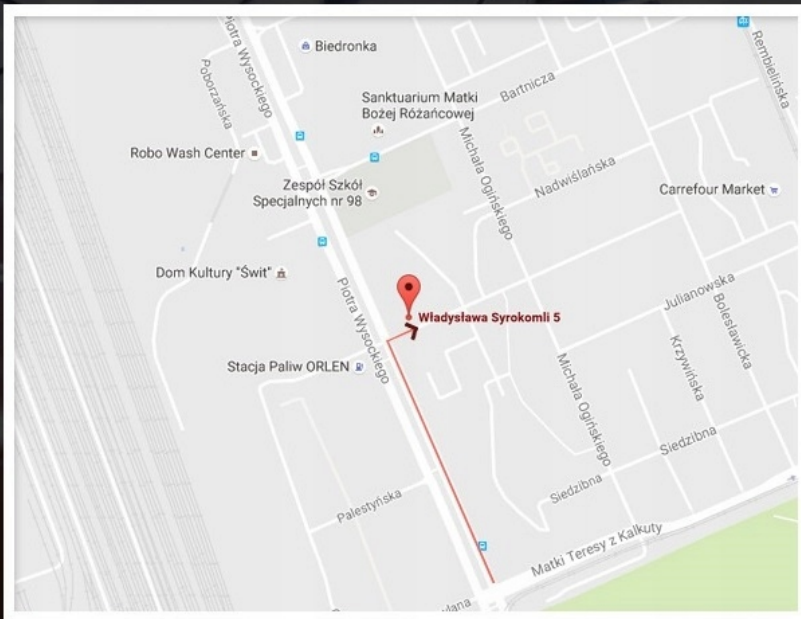 Piotra Wysockiego
Biedronka
Poborzańska
Rembielińska
Bartnicza
Sanktuarium Matki
Bożej Różańcowej
Michała Ogińskiego
Robo Wash Center
Nadwiślańska
Zespół Szkół
Specjalnych nr 98
Carrefour Market
Dom Kultury "Świt"
Piotra Wysockiego
Julianowska
Bolesławicka
Władysława Syrokomli 5
Krzywińska
Stacja Paliw ORLEN
Michała Ogińskiego
Siedzibna
Siedzibna
Palestyńska
Matki Teresy z Kalkuty